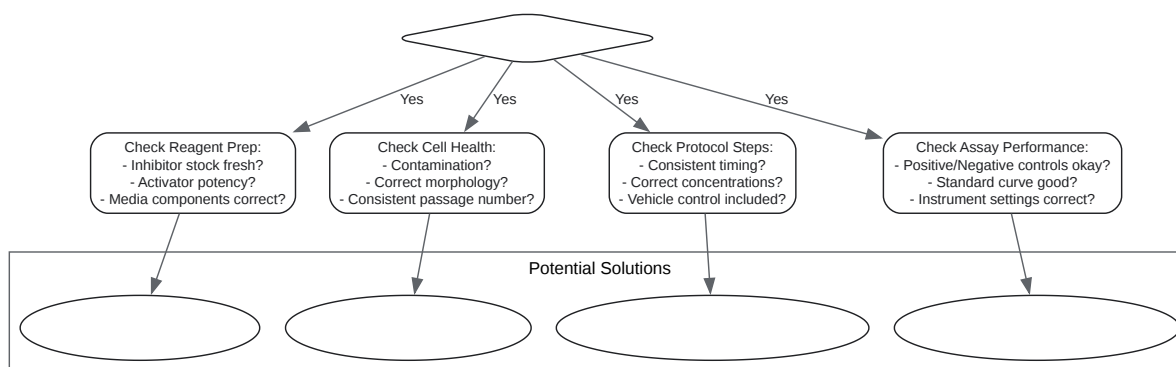 Yes
Yes
Yes
Yes
Check Reagent Prep:
- Inhibitor stock fresh?
- Activator potency?
- Media components correct?
Check Cell Health:
- Contamination?
- Correct morphology?
- Consistent passage number?
Check Protocol Steps:
- Consistent timing?
- Correct concentrations?
- Vehicle control included?
Check Assay Performance:
- Positive/Negative controls okay?
- Standard curve good?
- Instrument settings correct?
Potential Solutions